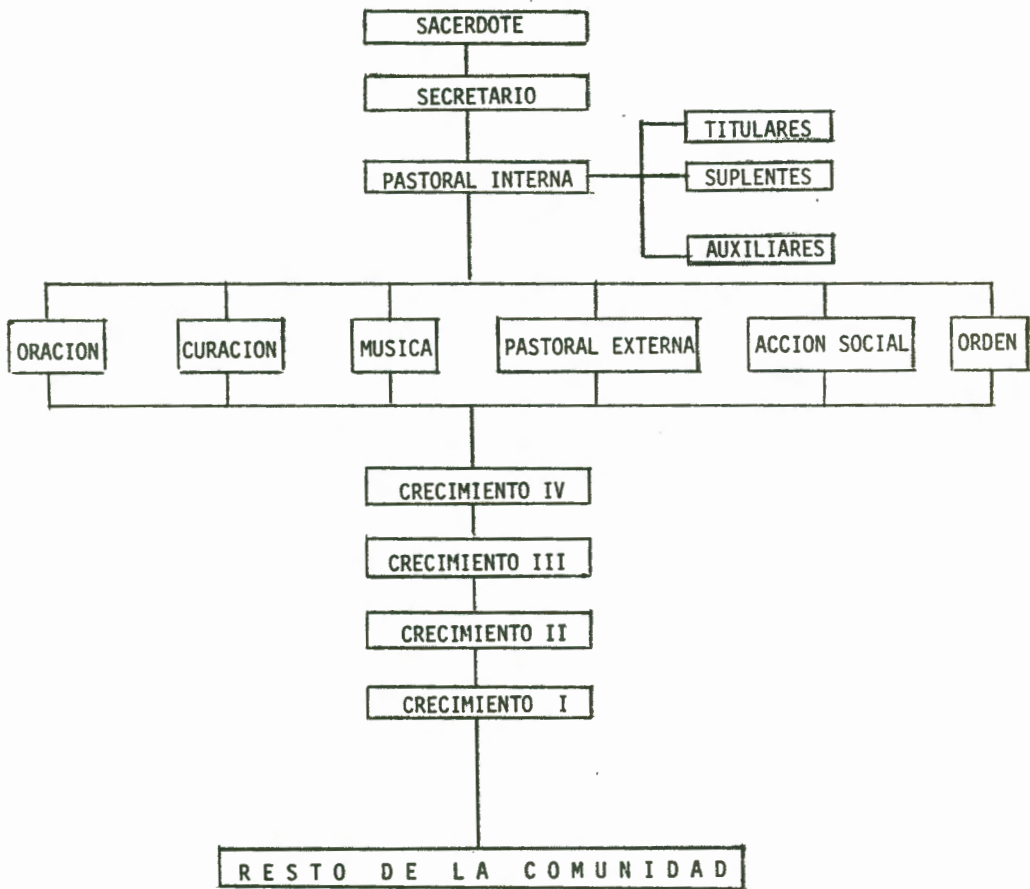 SACERDOTE
SECRETARIO
PASTORAL INTERNA
TITULARES
SUPLENTES
AUXILIARES
ORACION
CURACION
MUSICA
PASTORAL EXTERNA
ACCION SOCIAL
ORDEN
CRECIMIENTO IV
CRECIMIENTO III
CRECIMIENTO II
CRECIMIENTO I
RESTO DE LA COMUNIDAD